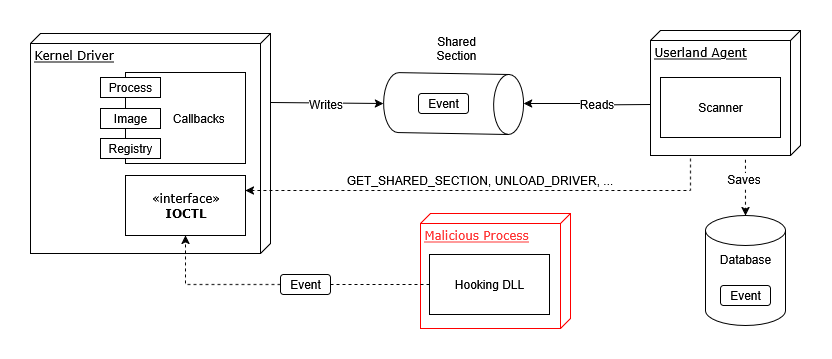 Kernel Driver
Process
Image
Registry
Callbacks
«interface»
IOCTL
Writes
Shared
Section
Event
Reads
Userland Agent
Scanner
GET_SHARED_SECTION, UNLOAD_DRIVER, ...
Saves
Malicious Process
Hooking DLL
Event
Database
Event